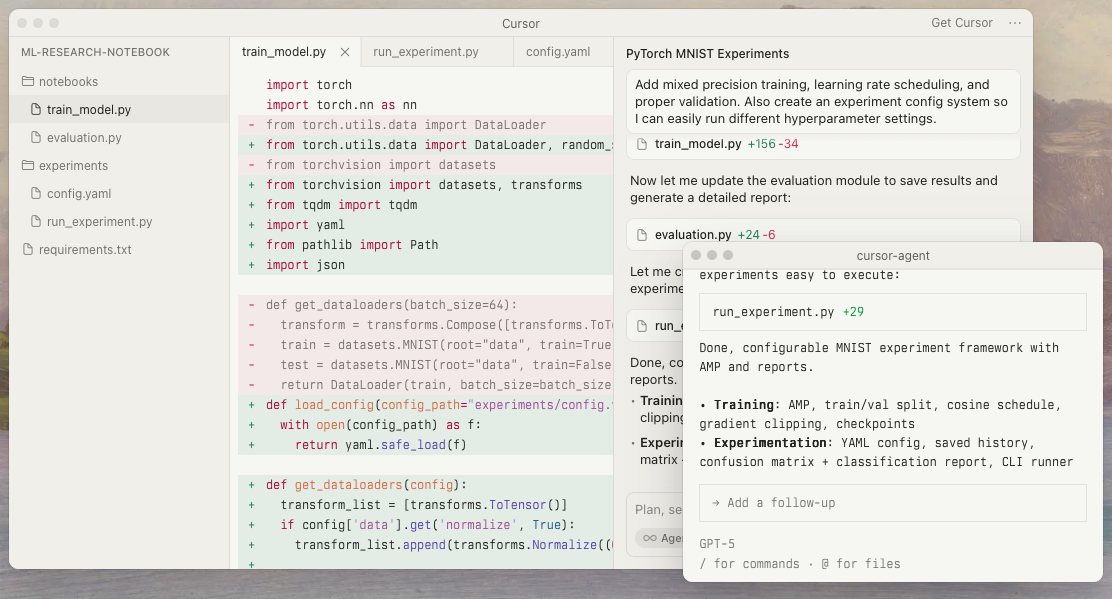 Cursor
Get Cursor
ML-RESEARCH-NOTEBOOK
notebooks
train_model.py
evaluation.py
experiments
config.yaml
run_experiment.py
requirements.txt
train_model.py
run_experiment.py
config.yaml
import torch
import torch.nn as nn
- from torch.utils.data import DataLoader
+ from torch.utils.data import DataLoader,
- from torchvision import datasets
+ from torchvision import datasets, transforms
+ from tqdm import tqdm
+ import yaml
+ from pathlib import Path
+ import json
- def get_dataloaders(batch_size=64):
- transform = transforms.Compose([transforms.
- train = datasets.MNIST(root="data", train=True
- test = datasets.MNIST(root="data", train=False
- return DataLoader(train, batch_size=batch_size
+ def load_config(config_path="experiments/config.
+ with open(config_path) as f:
+ return yaml.safe_load(f)
+ def get_dataloaders(config):
+ transform_list = [transforms.ToTensor()]
+ if config['data'].get('normalize', True):
+ transform_list.append(transforms.Normalize((
+
PyTorch MNIST Experiments
Add mixed precision training, learning rate scheduling, and
proper validation. Also create an experiment config system so
I can easily run different hyperparameter settings.
train_model.py +156 -34
Now let me update the evaluation module to save results and
generate a detailed report:
evaluation.py +24 -6
Let me
Done,
reports.
• 
clipping
• 
matrix
Plan,
cursor-agent
experiments easy to execute:
run_experiment.py +29
Done, configurable MNIST experiment framework with
AMP and reports.
• Training: AMP, train/val split, cosine schedule,
gradient clipping, checkpoints
• Experimentation: YAML config, saved history,
confusion matrix + classification report, CLI runner
→ Add a follow-up
GPT-5
/ for commands · @ for files